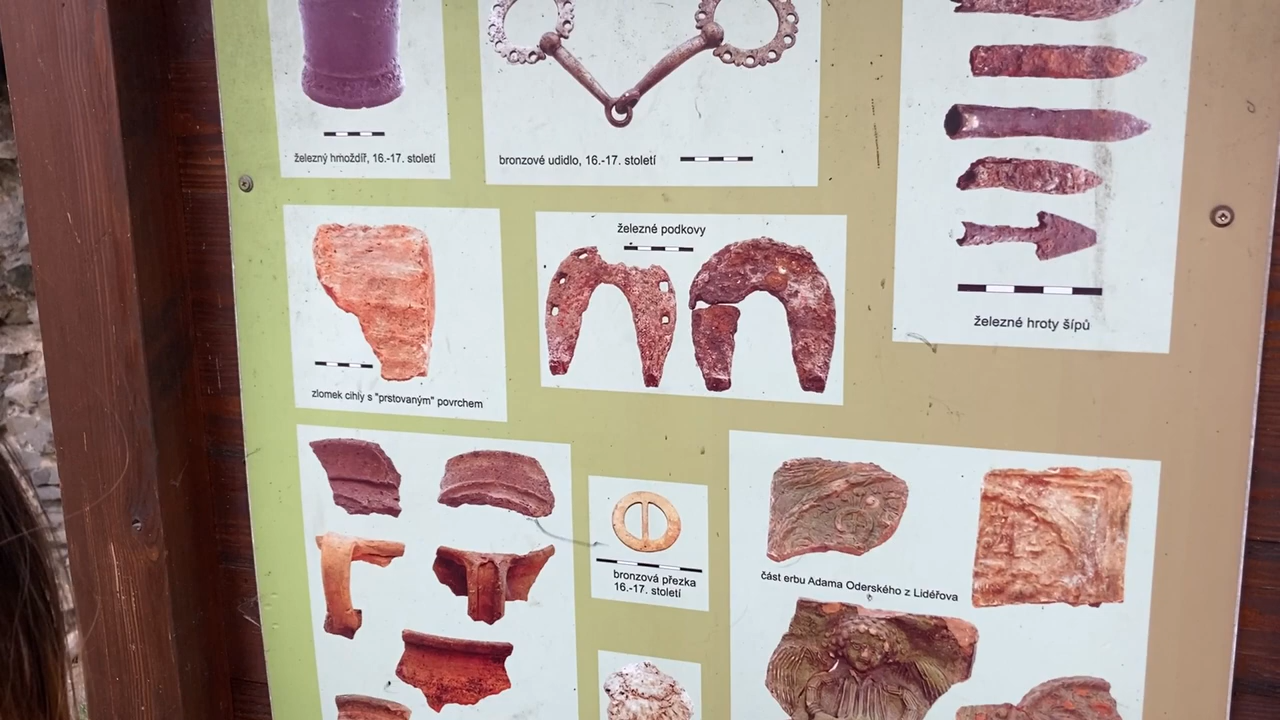 železný hmoždíř, 16.-17. století
bronzové udidlo, 16.-17. století
železné hroty šípů
železné podkovy
zlomek cihly s "prstovaným" povrchem
bronzová přezka
16.-17. století
část erbu Adama Oderského z Lidéřova